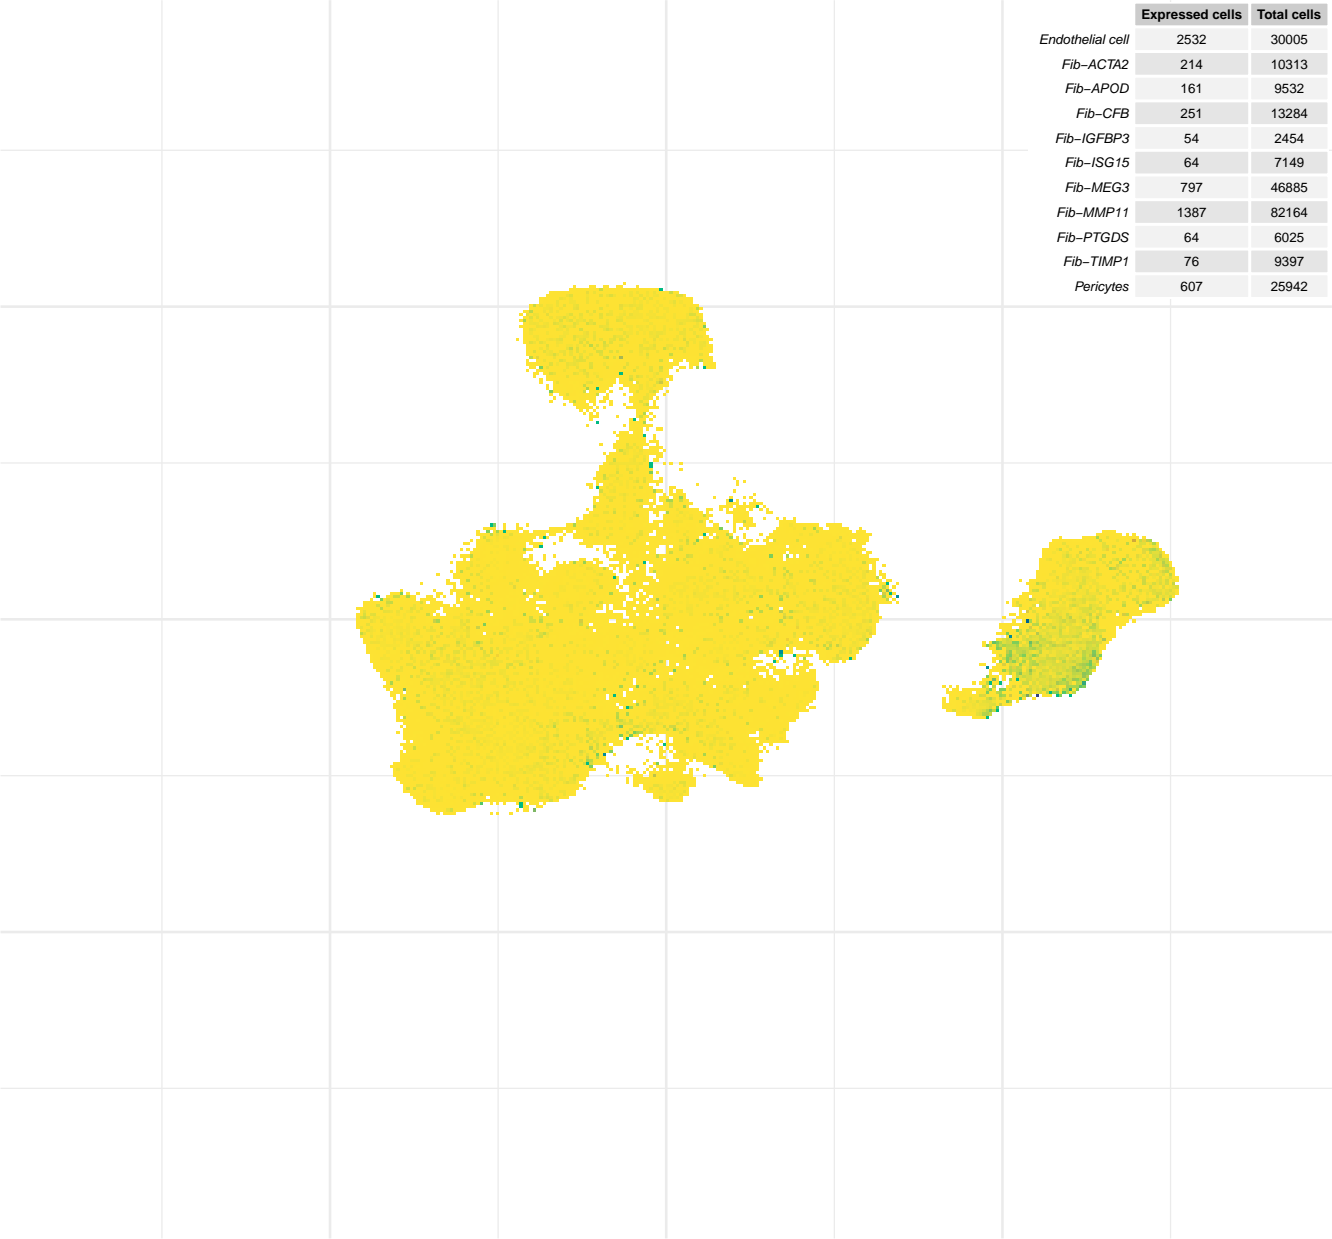 Expressed cells Total cells
Endothelial cell 2532 30005
Fib−ACTA2 214 10313
Fib−APOD 161 9532
Fib−CFB 251 13284
Fib−IGFBP3 54 2454
Fib−ISG15 64 7149
Fib−MEG3 797 46885
Fib−MMP11 1387 82164
Fib−PTGDS 64 6025
Fib−TIMP1 76 9397
Pericytes 607 25942